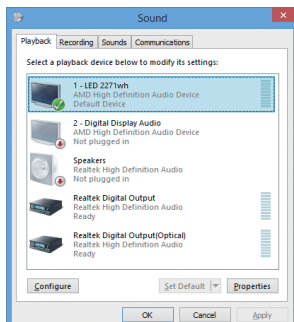 Sound
Playback
Recording
Sounds
Communications
Select a playback device below to modify its settings:
1 - LED 2271wh
AMD High Definition Audio Device
Default Device
2 - Digital Display Audio
AMD High Definition Audio Device
Not plugged in
Speakers
Realtek High Definition Audio
Not plugged in
Realtek Digital Output
Realtek High Definition Audio
Ready
Realtek Digital Output(Optical)
Realtek High Definition Audio
Ready
Configure
Set Default
Properties
OK
Cancel
Apply